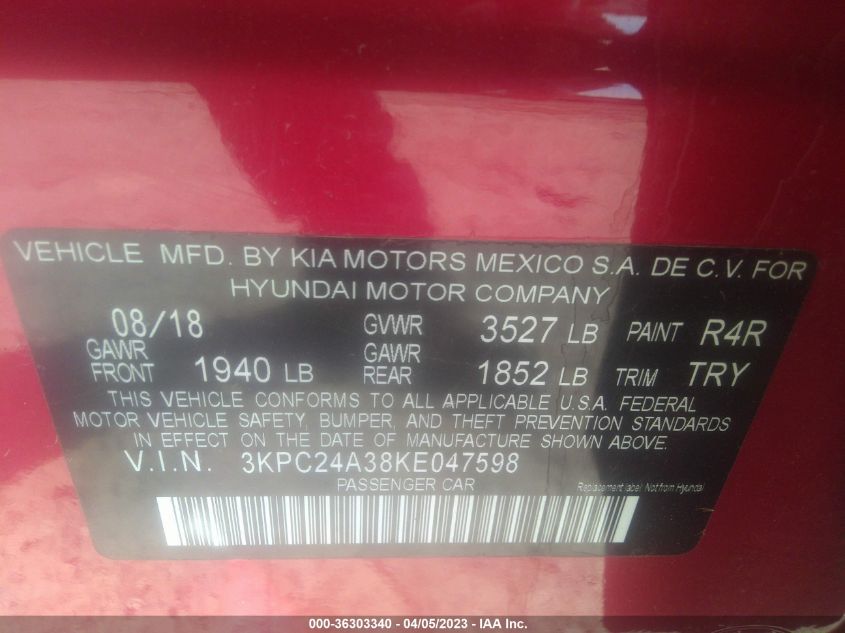 VEHICLE MFD. BY KIA MOTORS MEXICO S.A. DE C.V. FOR
HYUNDAI MOTOR COMPANY
08/18 GVWR 3527 LB PAINT R4R
GAWR FRONT 1940 LB GAWR REAR 1852 LB TRIM TRY
THIS VEHICLE CONFORMS TO ALL APPLICABLE U.S.A. FEDERAL
MOTOR VEHICLE SAFETY, BUMPER, AND THEFT PREVENTION STANDARDS
IN EFFECT ON THE DATE OF MANUFACTURE SHOWN ABOVE.
V.I.N. 3KPC24A38KE047598
PASSENGER CAR
Replacement label Not from Hyundai
000-36303340 - 04/05/2023 - IAA Inc.